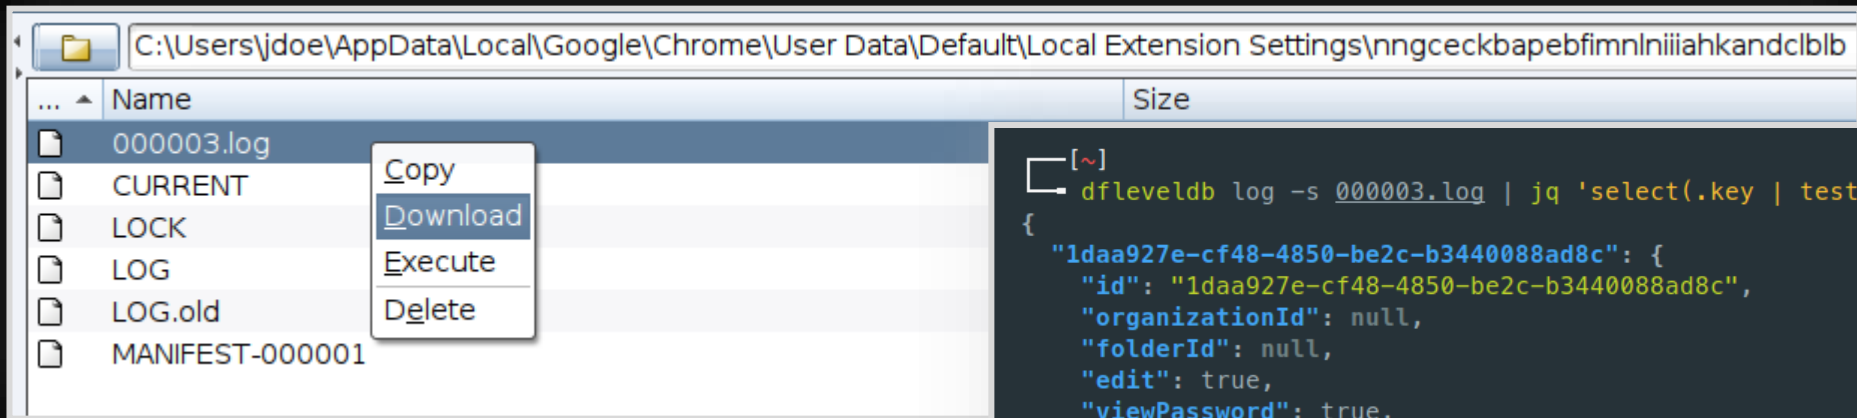 C:\Users\jdoe\AppData\Local\Google\Chrome\User Data\Default\Local Extension Settings\nngceckbapebfimnlniiiahkandclblb
... Name Size
000003.log
CURRENT
LOCK
LOG
LOG.old
MANIFEST-000001
Copy
Download
Execute
Delete
[~]
dfleveldb log -s 000003.log | jq 'select(.key | test
{
"1daa927e-cf48-4850-be2c-b3440088ad8c": {
"id": "1daa927e-cf48-4850-be2c-b3440088ad8c",
"organizationId": null,
"folderId": null,
"edit": true,
"viewPassword": true,